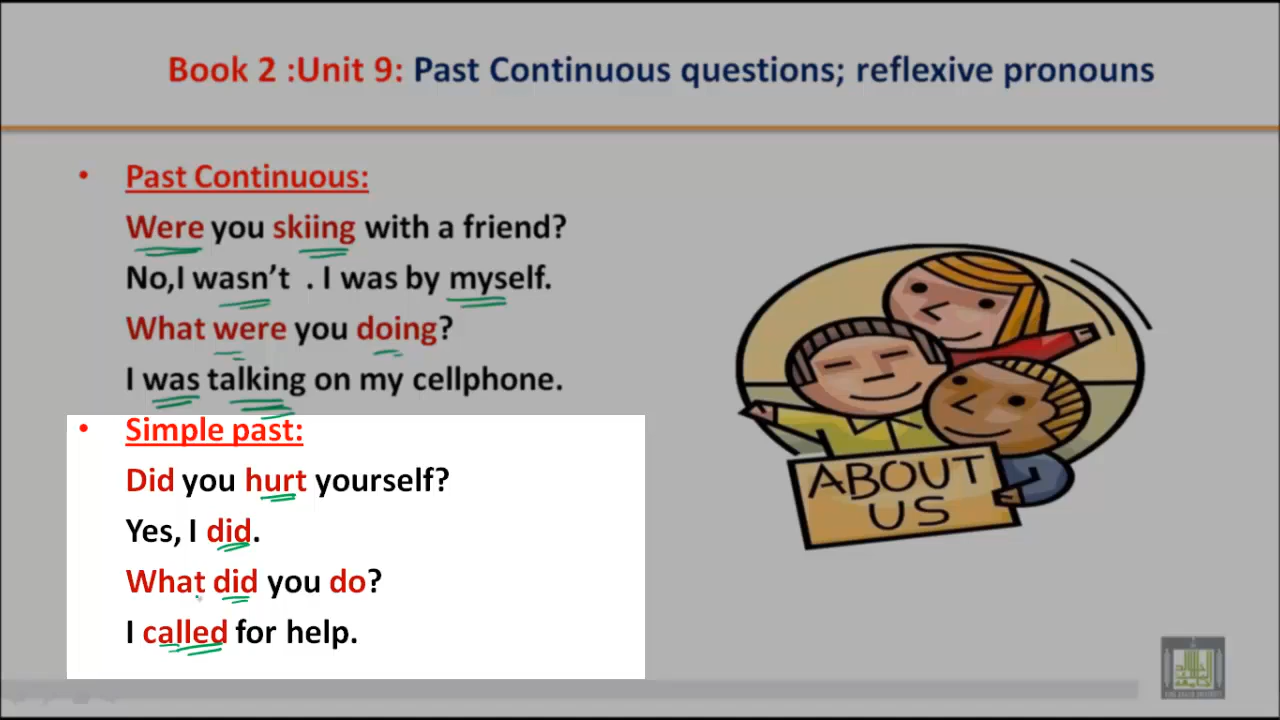 Book 2 :Unit 9: Past Continuous questions; reflexive pronouns
• Past Continuous:
Were you skiing with a friend?
No,I wasn’t . I was by myself.
What were you doing?
I was talking on my cellphone.
• Simple past:
Did you hurt yourself?
Yes, I did.
What did you do?
I called for help.
ABOUT
US